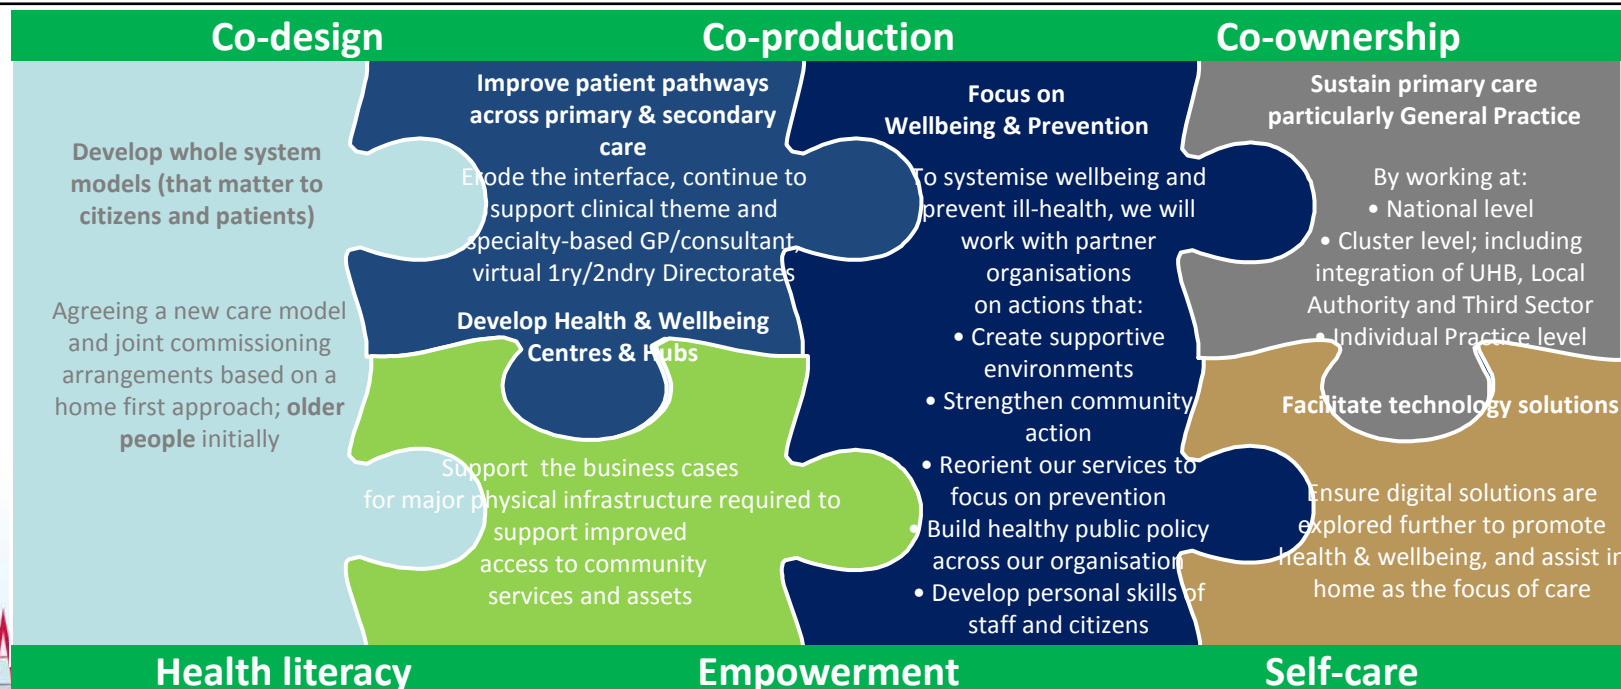 Co-design
Co-production
Co-ownership
Develop whole system
models (that matter to
citizens and patients)
Agreeing a new care model
and joint commissioning
arrangements based on a
home first approach; older
people initially
Improve patient pathways
across primary & secondary
care
Erode the interface, continue to
support clinical theme and
specialty-based GP/consultant,
virtual 1ry/2ndry Directorates
Develop Health & Wellbeing
Centres & Hubs
Support  the business cases
for major physical infrastructure required to
support improved
access to community
services and assets
Focus on
Wellbeing & Prevention
To systemise wellbeing and
prevent ill-health, we will
work with partner
organisations
on actions that:
• Create supportive
environments
• Strengthen community
action
• Reorient our services to
focus on prevention
• Build healthy public policy
across our organisation
• Develop personal skills of
staff and citizens
Sustain primary care
particularly General Practice
By working at:
• National level
• Cluster level; including
integration of UHB, Local
Authority and Third Sector
• Individual Practice level
Facilitate technology solutions
Ensure digital solutions are
explored further to promote
health & wellbeing, and assist in
home as the focus of care
Health literacy
Empowerment
Self-care